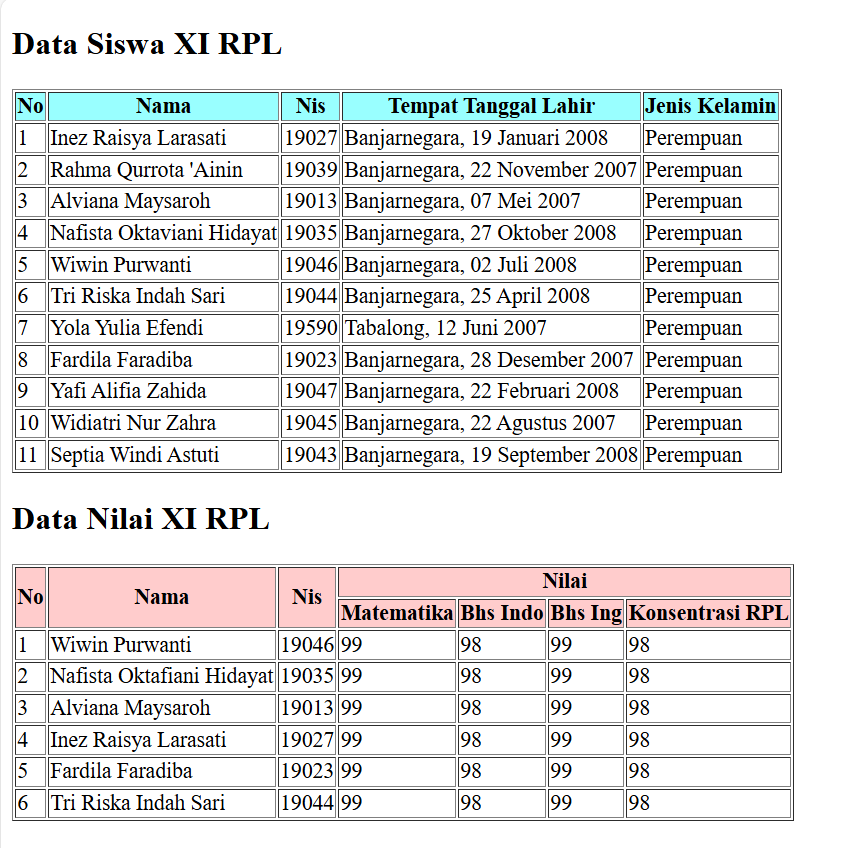 Data Siswa XI RPL
No Nama Nis Tempat Tanggal Lahir Jenis Kelamin
1 Inez Raisya Larasati 19027 Banjarnegara, 19 Januari 2008 Perempuan
2 Rahma Qurrota 'Ainin 19039 Banjarnegara, 22 November 2007 Perempuan
3 Alviana Maysaroh 19013 Banjarnegara, 07 Mei 2007 Perempuan
4 Nafista Oktaviani Hidayat 19035 Banjarnegara, 27 Oktober 2008 Perempuan
5 Wiwin Purwanti 19046 Banjarnegara, 02 Juli 2008 Perempuan
6 Tri Riska Indah Sari 19044 Banjarnegara, 25 April 2008 Perempuan
7 Yola Yulia Efendi 19590 Tabalong, 12 Juni 2007 Perempuan
8 Fardila Faradiba 19023 Banjarnegara, 28 Desember 2007 Perempuan
9 Yafi Alifia Zahida 19047 Banjarnegara, 22 Februari 2008 Perempuan
10 Widiatri Nur Zahra 19045 Banjarnegara, 22 Agustus 2007 Perempuan
11 Septia Windi Astuti 19043 Banjarnegara, 19 September 2008 Perempuan
Data Nilai XI RPL
No Nama Nis Nilai
Matematika Bhs Indo Bhs Ing Konsentrasi RPL
1 Wiwin Purwanti 19046 99 98 99 98
2 Nafista Oktafiani Hidayat 19035 99 98 99 98
3 Alviana Maysaroh 19013 99 98 99 98
4 Inez Raisya Larasati 19027 99 98 99 98
5 Fardila Faradiba 19023 99 98 99 98
6 Tri Riska Indah Sari 19044 99 98 99 98